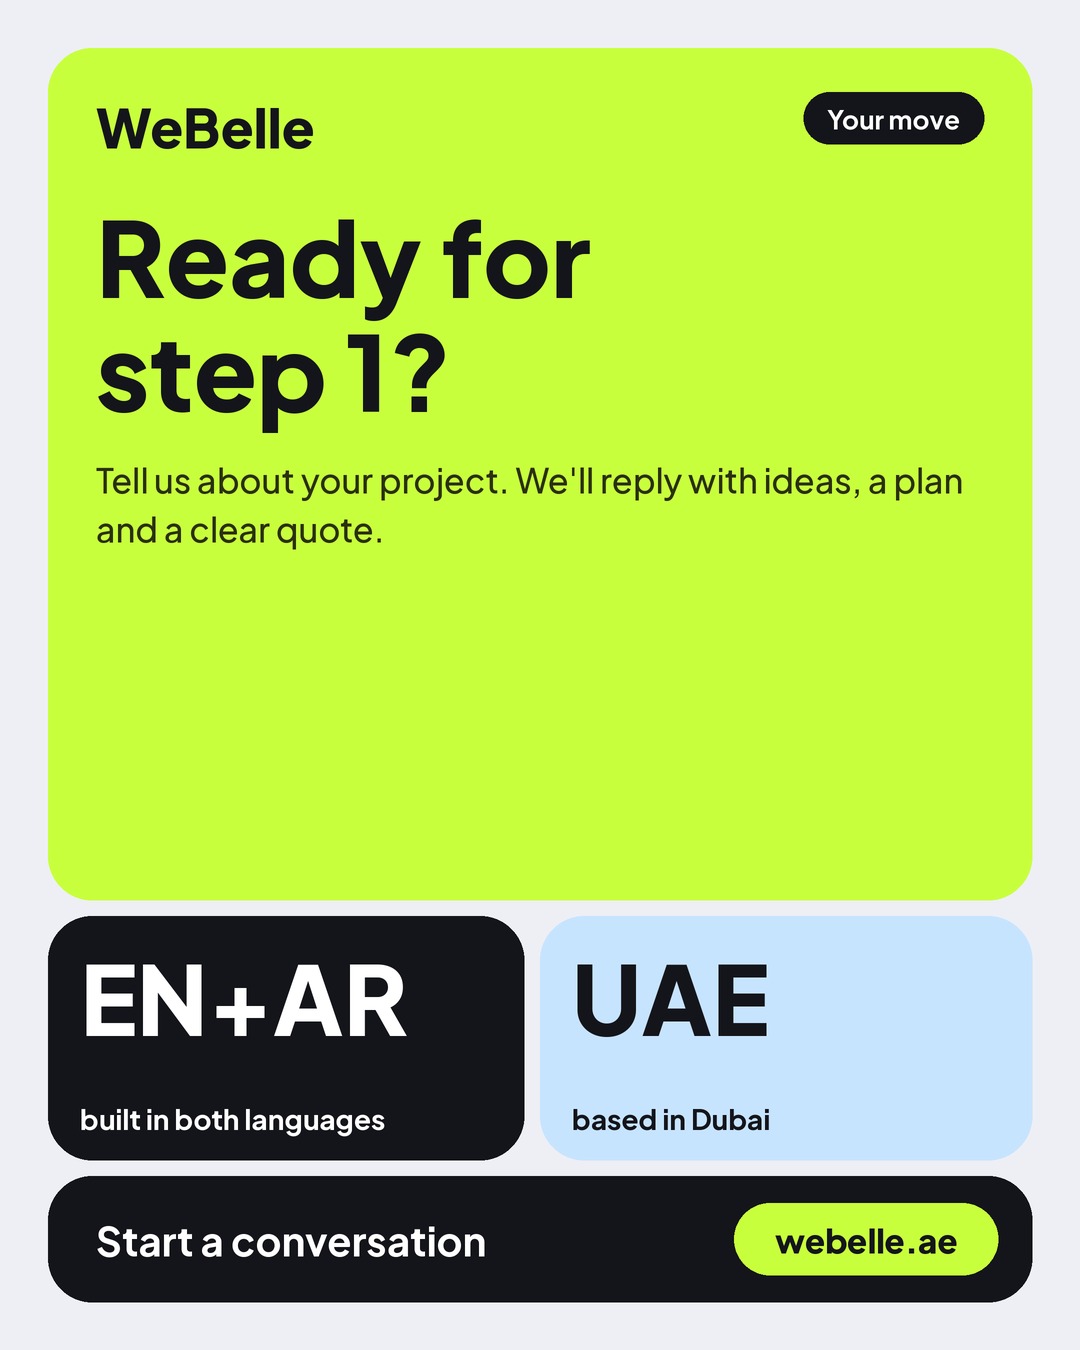 WeBelle
Your move
Ready for
step 1?
Tell us about your project. We'll reply with ideas, a plan
and a clear quote.
EN+AR
built in both languages
UAE
based in Dubai
Start a conversation
webelle.ae